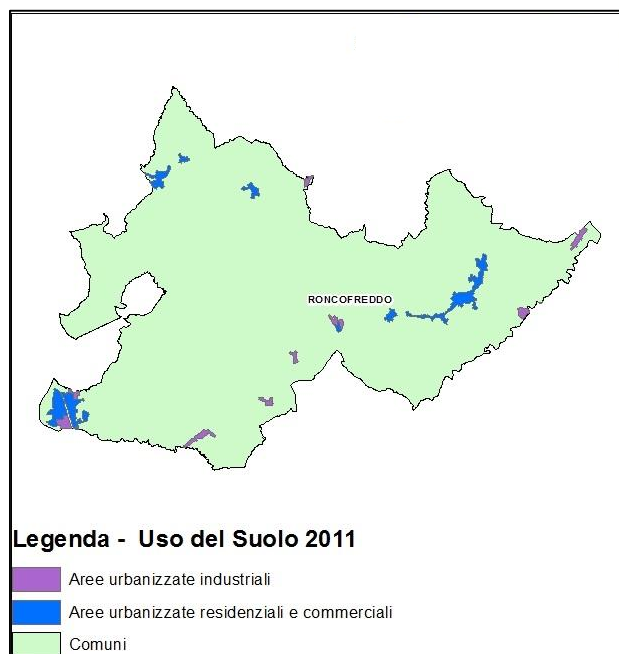 RONCOFREDDO
Legenda - Uso del Suolo 2011
Aree urbanizzate industriali
Aree urbanizzate residenziali e commerciali
Comuni